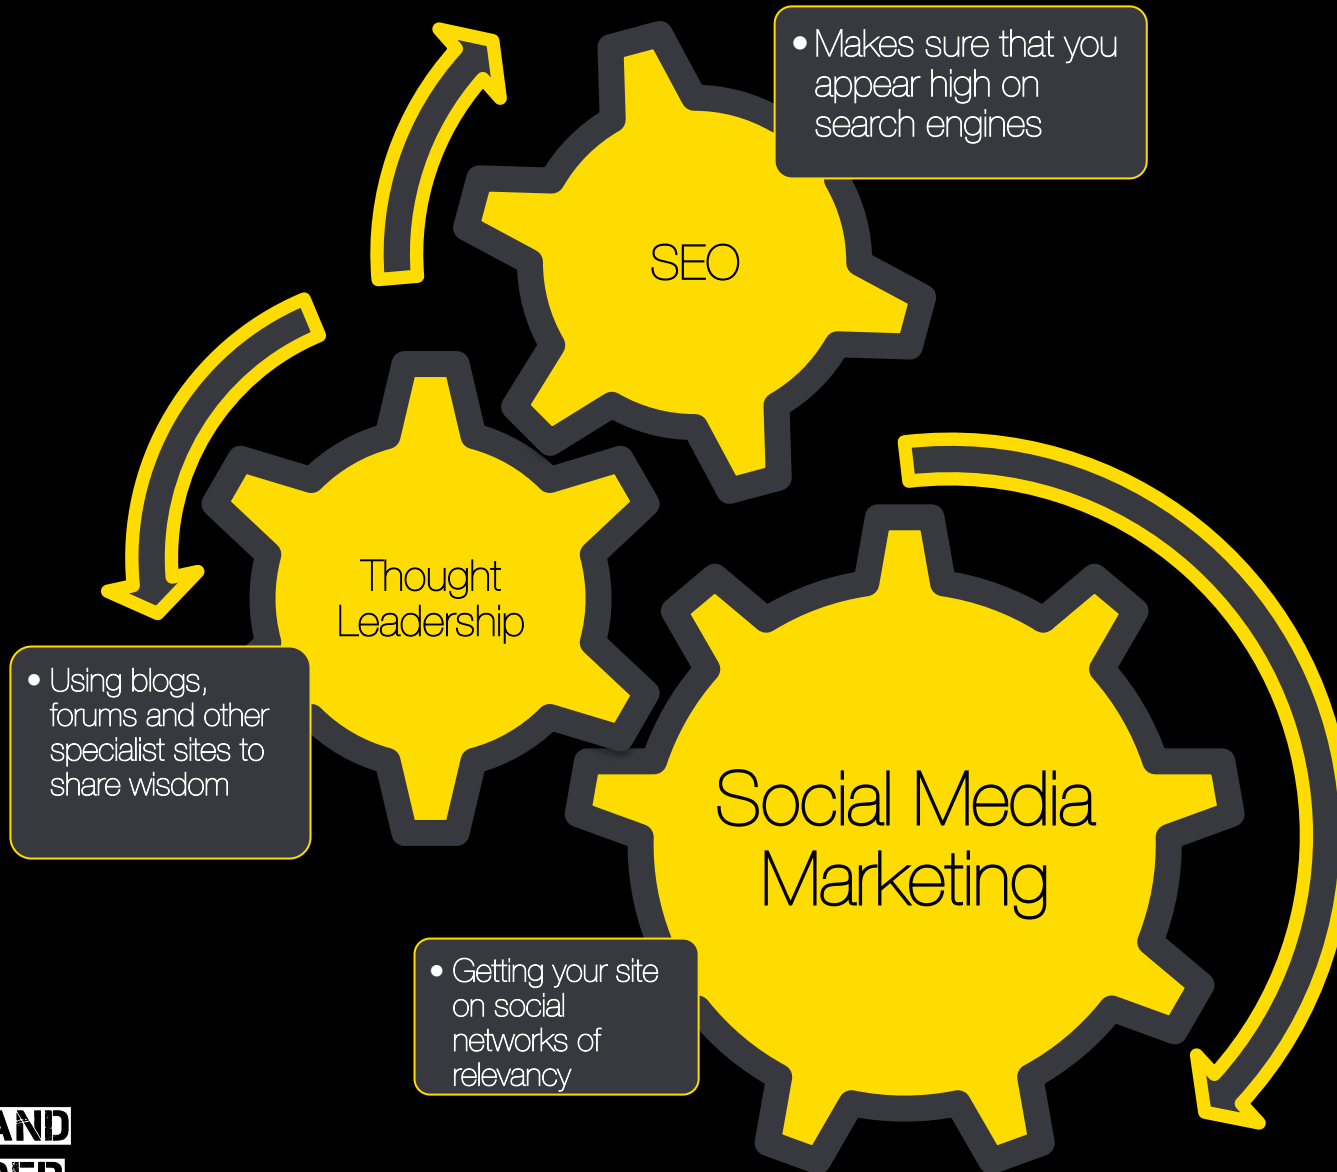 • Makes sure that you
appear high on
search engines
SEO
Thought
Leadership
• Using blogs,
forums and other
specialist sites to
share wisdom
Social Media
Marketing
• Getting your site
on social
networks of
relevancy
AND